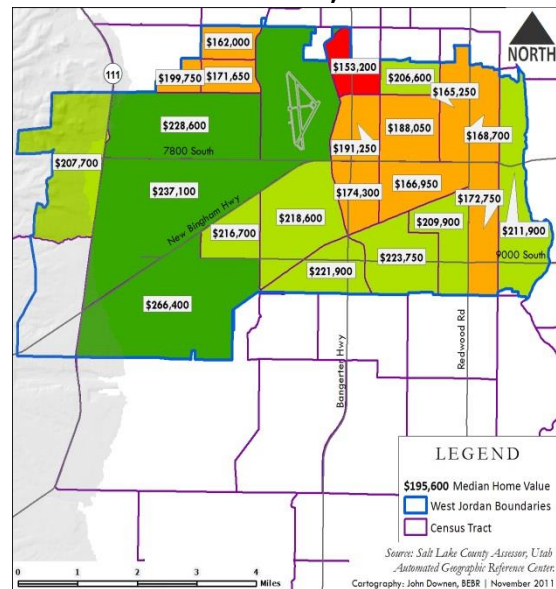 NORTH
111
$162,000
$153,200
$199,750
$171,650
$206,600
$165,250
$228,600
$188,050
$168,700
7800 South
$191,250
$207,700
$237,100
$174,300
$166,950
$172,750
New Bingham Hwy
$218,600
$209,900
$211,900
$216,700
$223,750
9000 South
$221,900
$266,400
Bangerter Hwy
Redwood Rd
LEGEND
$195,600 Median Home Value
West Jordan Boundaries
Census Tract
Source: Salt Lake County Assessor, Utah
Automated Geographic Reference Center.
0 1 2 3 4
Miles
Cartography: John Downen, BEBR | November 2011